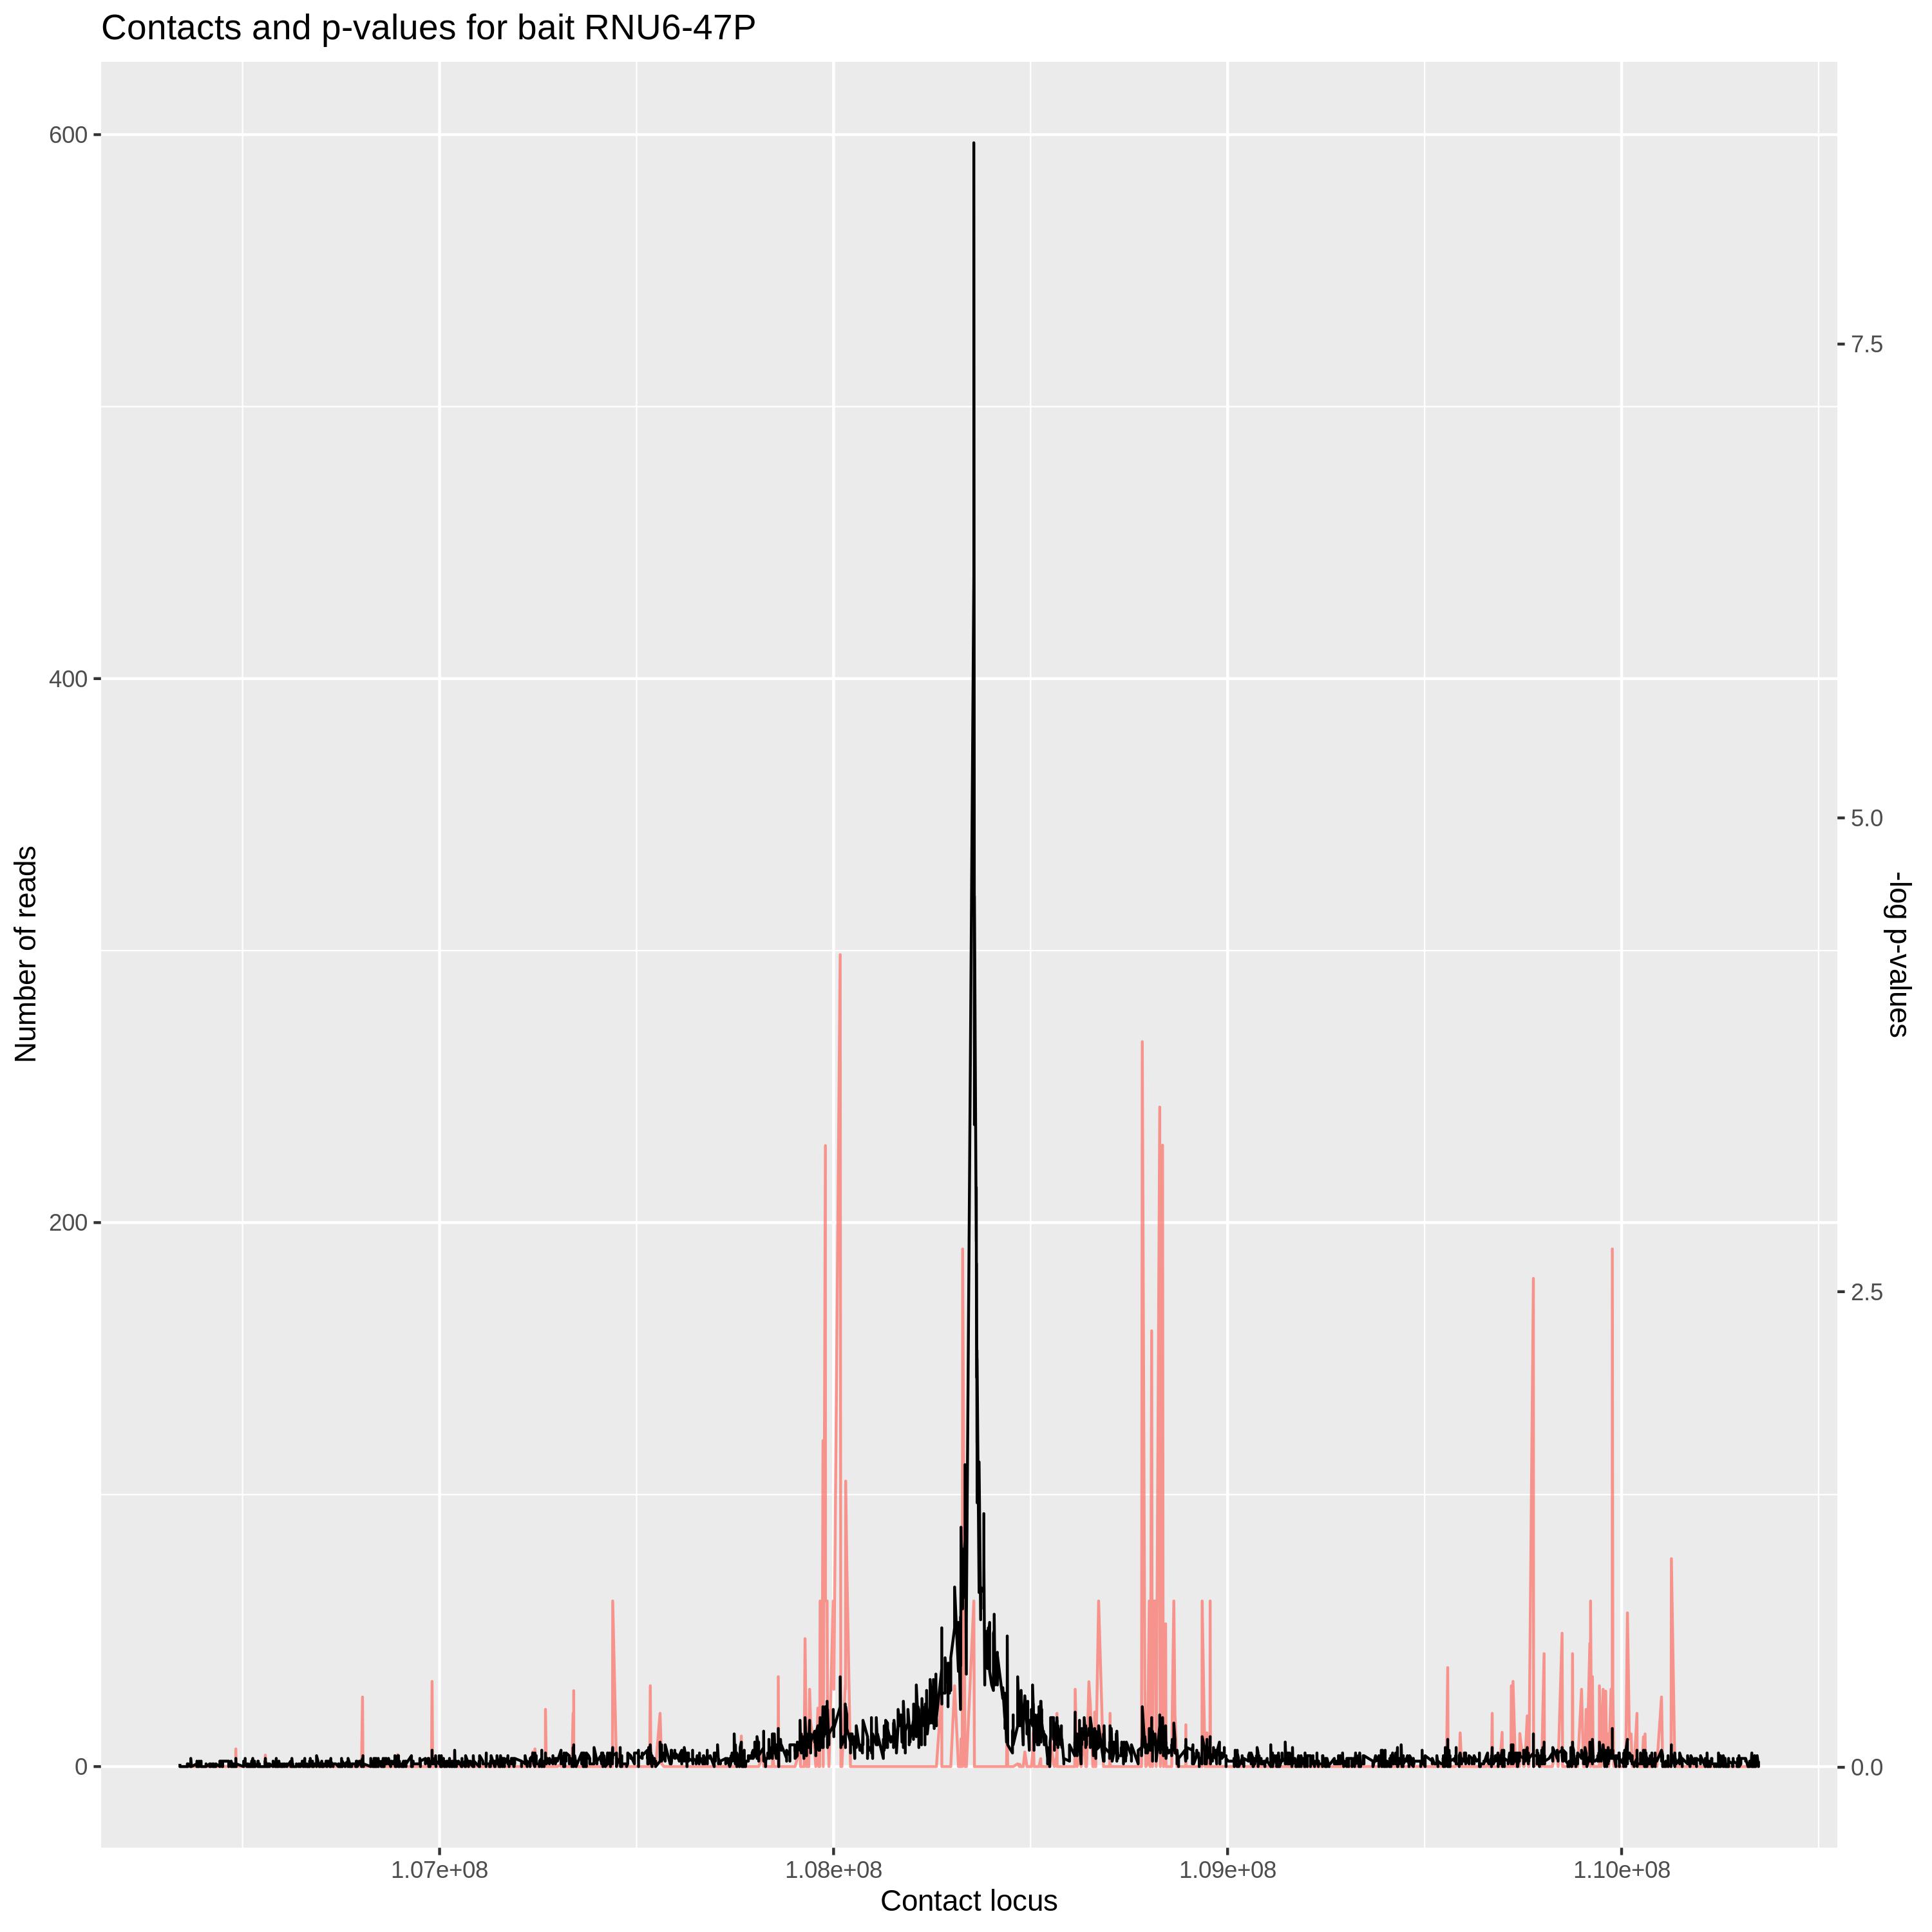 Contacts and p-values for bait RNU6-47P
600
400
200
0
Number of reads
7.5
5.0
2.5
0.0
-log p-values
1.07e+08
1.08e+08
1.09e+08
1.10e+08
Contact locus